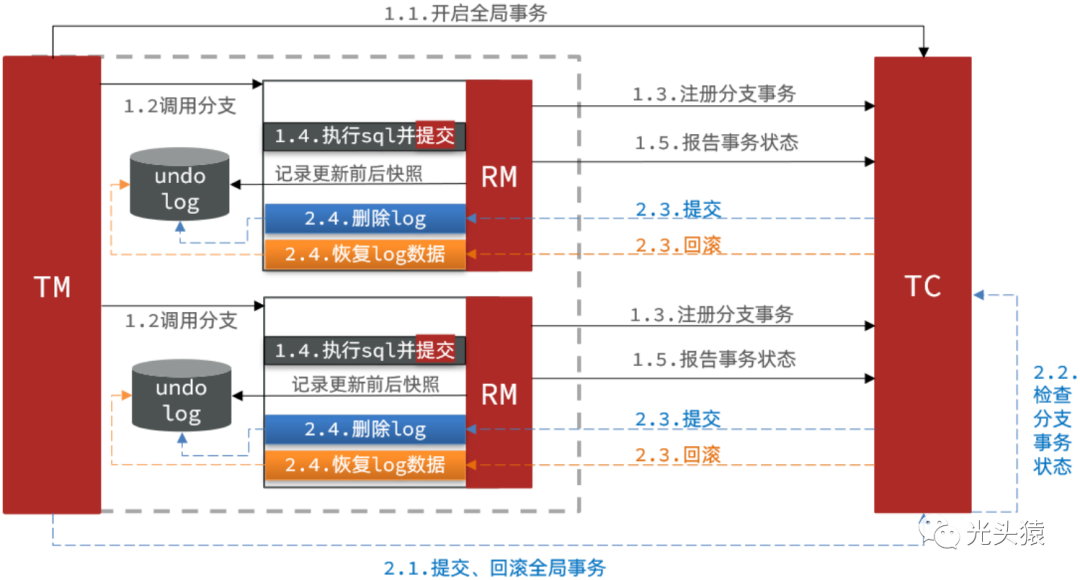 1.1.开启全局事务
TM
1.2调用分支
undo
log
1.4.执行sql并提交
记录更新前后快照
2.4.删除log
2.4.恢复log数据
RM
1.3.注册分支事务
1.5.报告事务状态
2.3.提交
2.3.回滚
TC
1.2调用分支
undo
log
1.4.执行sql并提交
记录更新前后快照
2.4.删除log
2.4.恢复log数据
RM
1.3.注册分支事务
1.5.报告事务状态
2.3.提交
2.3.回滚
2.2.
检查
分支
事务
状态
光头猿
2.1.提交、回滚全局事务